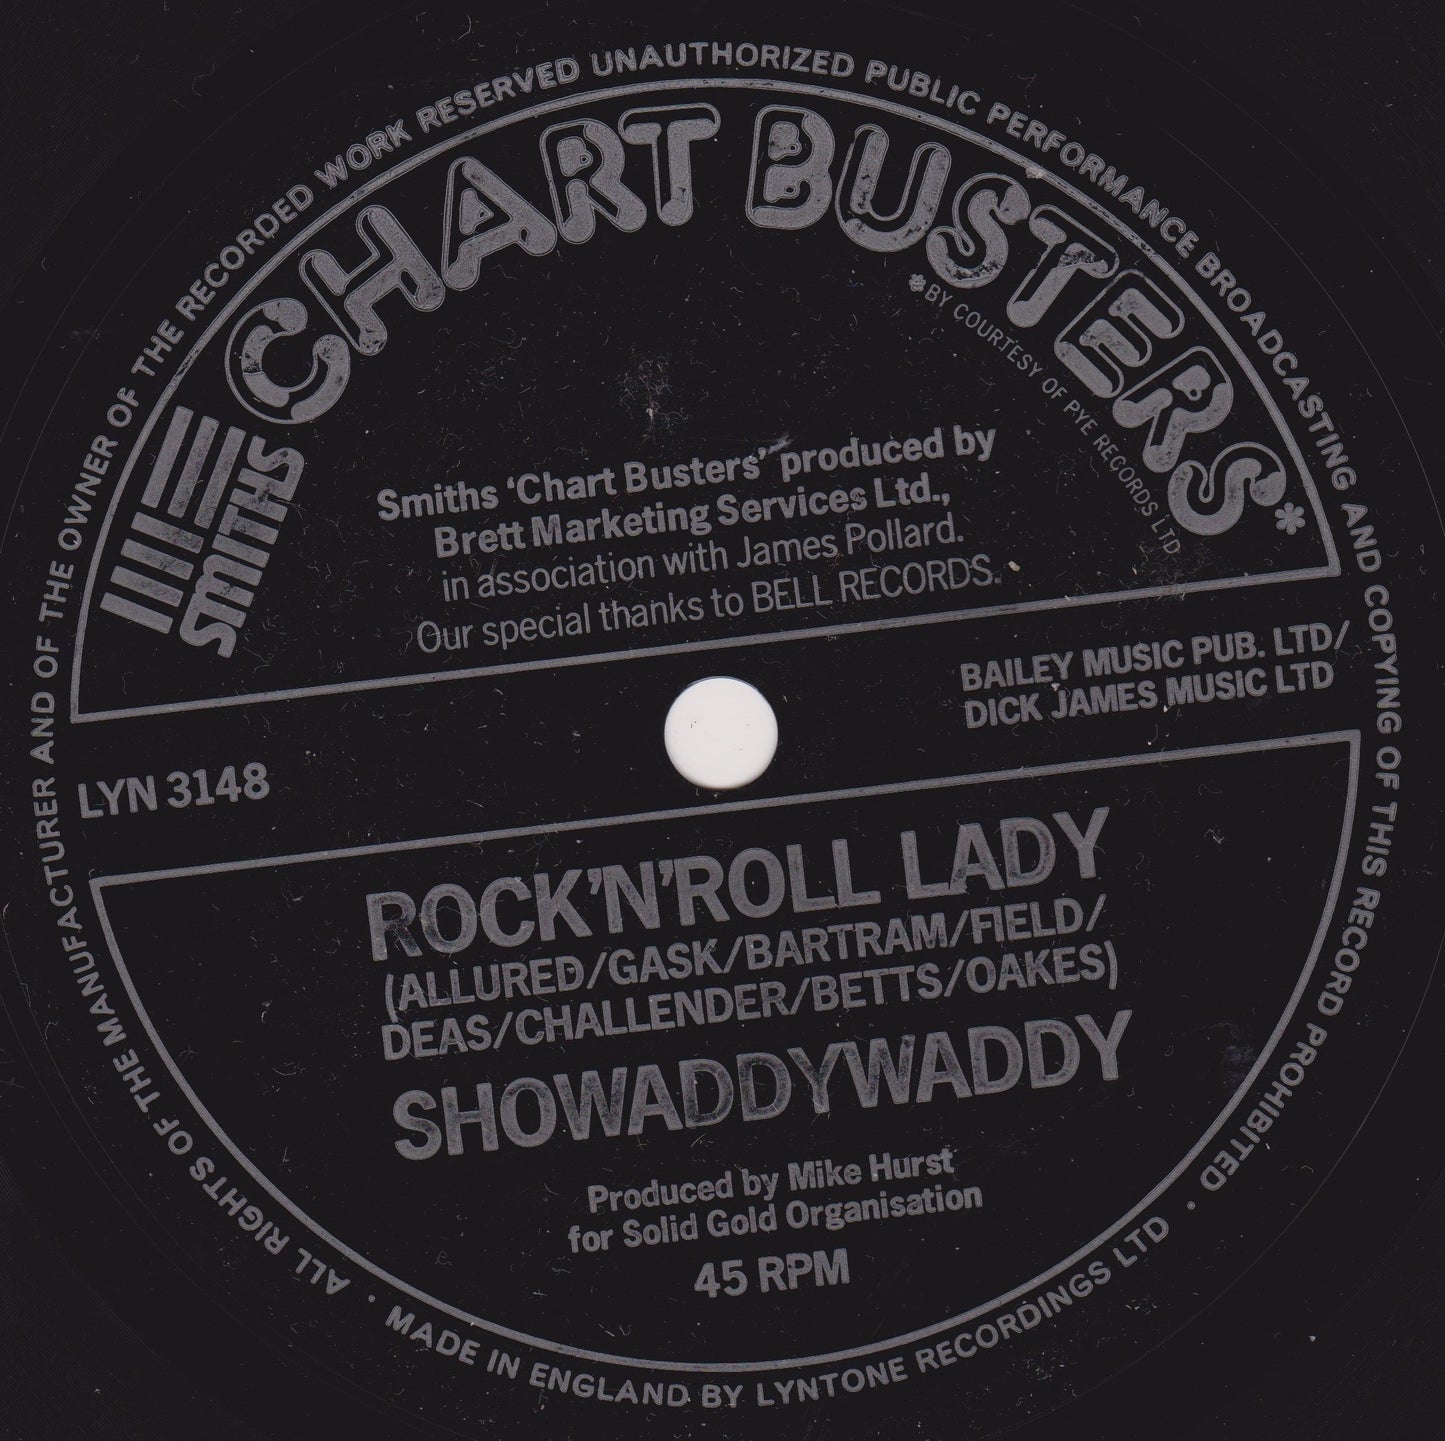 ALL RIGHTS OF THE MANUFACTURER AND OF THE OWNER OF THE RECORDED WORK RESERVED UNAUTHORIZED PUBLIC PERFORMANCE BROADCASTING AND COPYING OF THIS RECORD PROHIBITED ·
SMITHS
CHART BUSTERS*
*BY COURTESY OF PYE RECORDS LTD
Smiths ‘Chart Busters’ produced by
Brett Marketing Services Ltd.,
in association with James Pollard.
Our special thanks to BELL RECORDS.
BAILEY MUSIC PUB. LTD/
DICK JAMES MUSIC LTD
LYN 3148
ROCK'N'ROLL LADY
(ALLURED/GASK/BARTRAM/FIELD/
DEAS/CHALLENDER/BETTS/OAKES)
SHOWADDYWADDY
Produced by Mike Hurst
for Solid Gold Organisation
45 RPM
· MADE IN ENGLAND BY LYNTONE RECORDINGS LTD